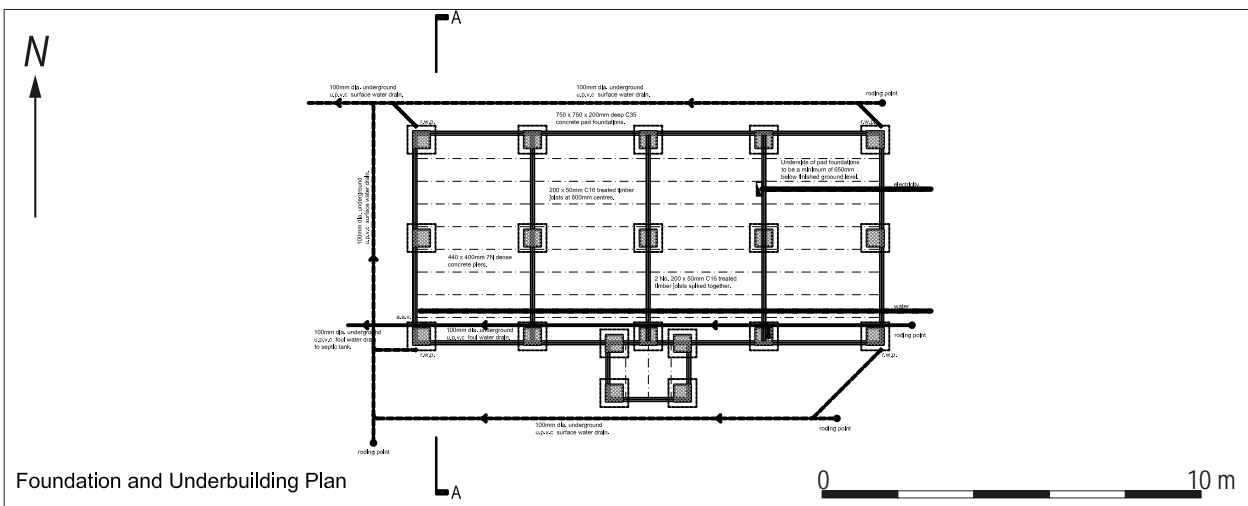 A
N
100mm dia. underground
u.p.v.c surface water drain.
100mm dia. underground
u.p.v.c surface water drain.
roding point
r.w.p.
750 x 750 x 200mm deep C35
concrete pad foundations.
r.w.p.
Underside of pad foundations
to be a minimum of 650mm
below finished ground level.
electricity
200 x 50mm C16 treated timber
joists at 600mm centres.
100mm dia. underground
u.p.v.c surface water drain.
440 x 400mm 7N dense
concrete piers.
2 No. 200 x 50mm C16 treated
timber joists spiked together.
water
s.s.v.
100mm dia. underground
u.p.v.c foul water drain
to septic tank.
100mm dia. underground
u.p.v.c foul water drain.
roding point
r.w.p.
r.w.p.
100mm dia. underground
u.p.v.c surface water drain.
roding point
roding point
Foundation and Underbuilding Plan
A
0
10 m